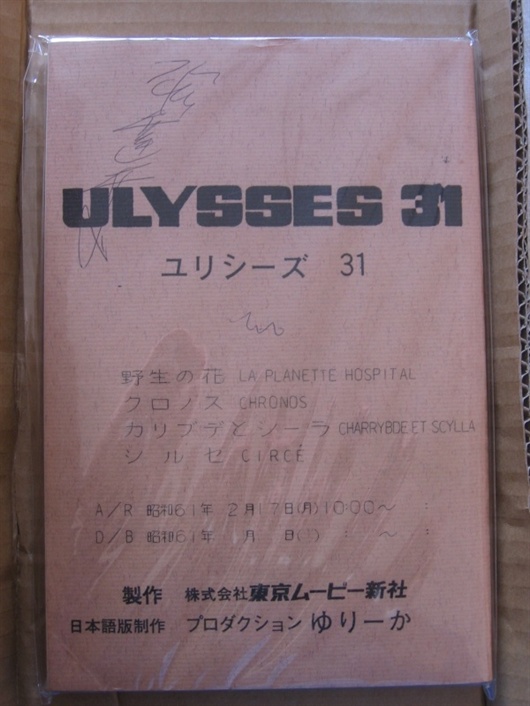 ULYSSES 31
ユリシーズ 31
野生の花 LA PLANETTE HOSPITAL
クロノス CHRONOS
カリブデとシーラ CHARRYBDE ET SCYLLA
シルセ CIRCÉ
A/R 昭和61年 2月17日(月)10:00～ :
D/B 昭和61年 月 日( ) : ～ :
製作 株式会社東京ムービー新社
日本語版制作 プロダクション ゆりーか